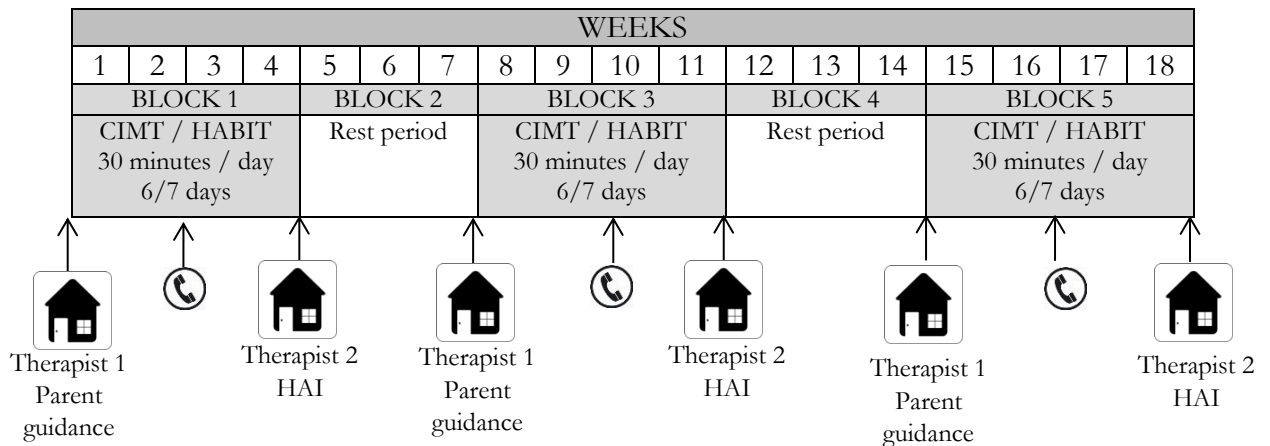 WEEKS
1 2 3 4 5 6 7 8 9 10 11 12 13 14 15 16 17 18
BLOCK 1 BLOCK 2 BLOCK 3 BLOCK 4 BLOCK 5
CIMT / HABIT Rest period CIMT / HABIT Rest period CIMT / HABIT
30 minutes / day 30 minutes / day 30 minutes / day
6/7 days 6/7 days 6/7 days
Therapist 1 Therapist 2 Therapist 1 Therapist 2 Therapist 1 Therapist 2
Parent HAI Parent HAI Parent HAI
guidance guidance guidance